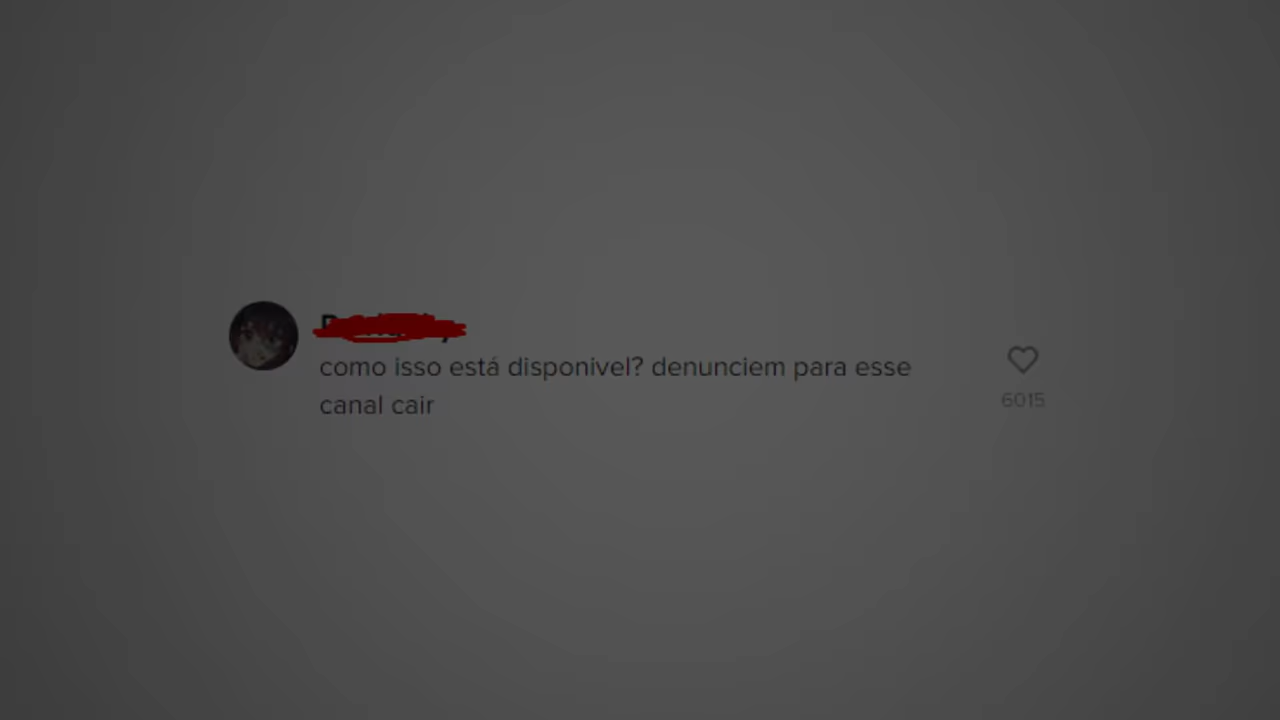 como isso está disponivel? denunciem para esse
canal cair
6015